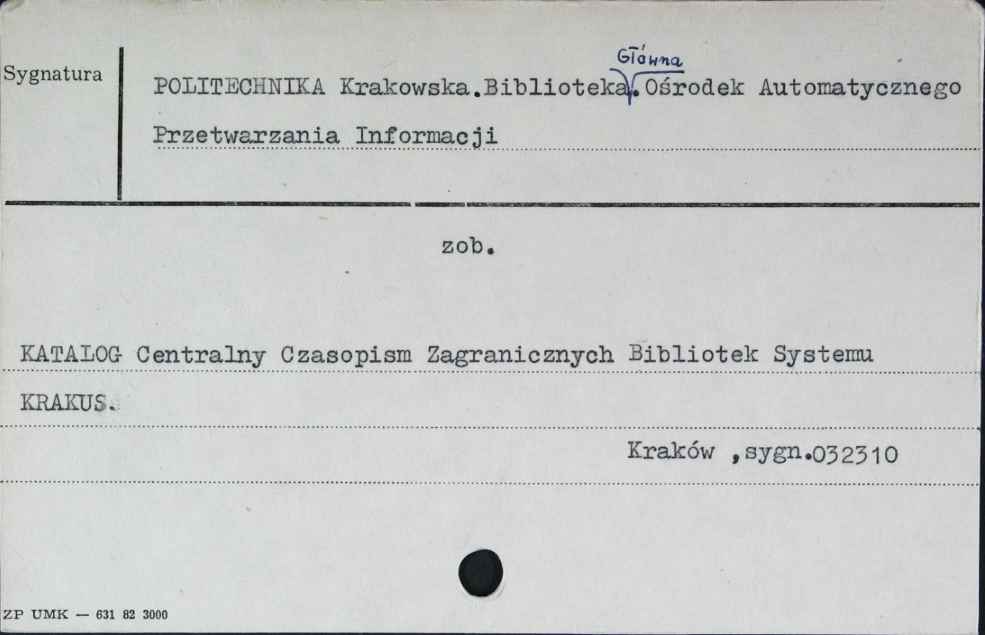 Główna
Sygnatura
POLITECHNIKA Krakowska.Biblioteka.Ośrodek Automatycznego
Przetwarzania Informacji
zob.
KATALOG Centralny Czasopism Zagranicznych Bibliotek Systemu
KRAKUS.
Kraków ,sygn.032310
ZP UMK — 631 82 3000